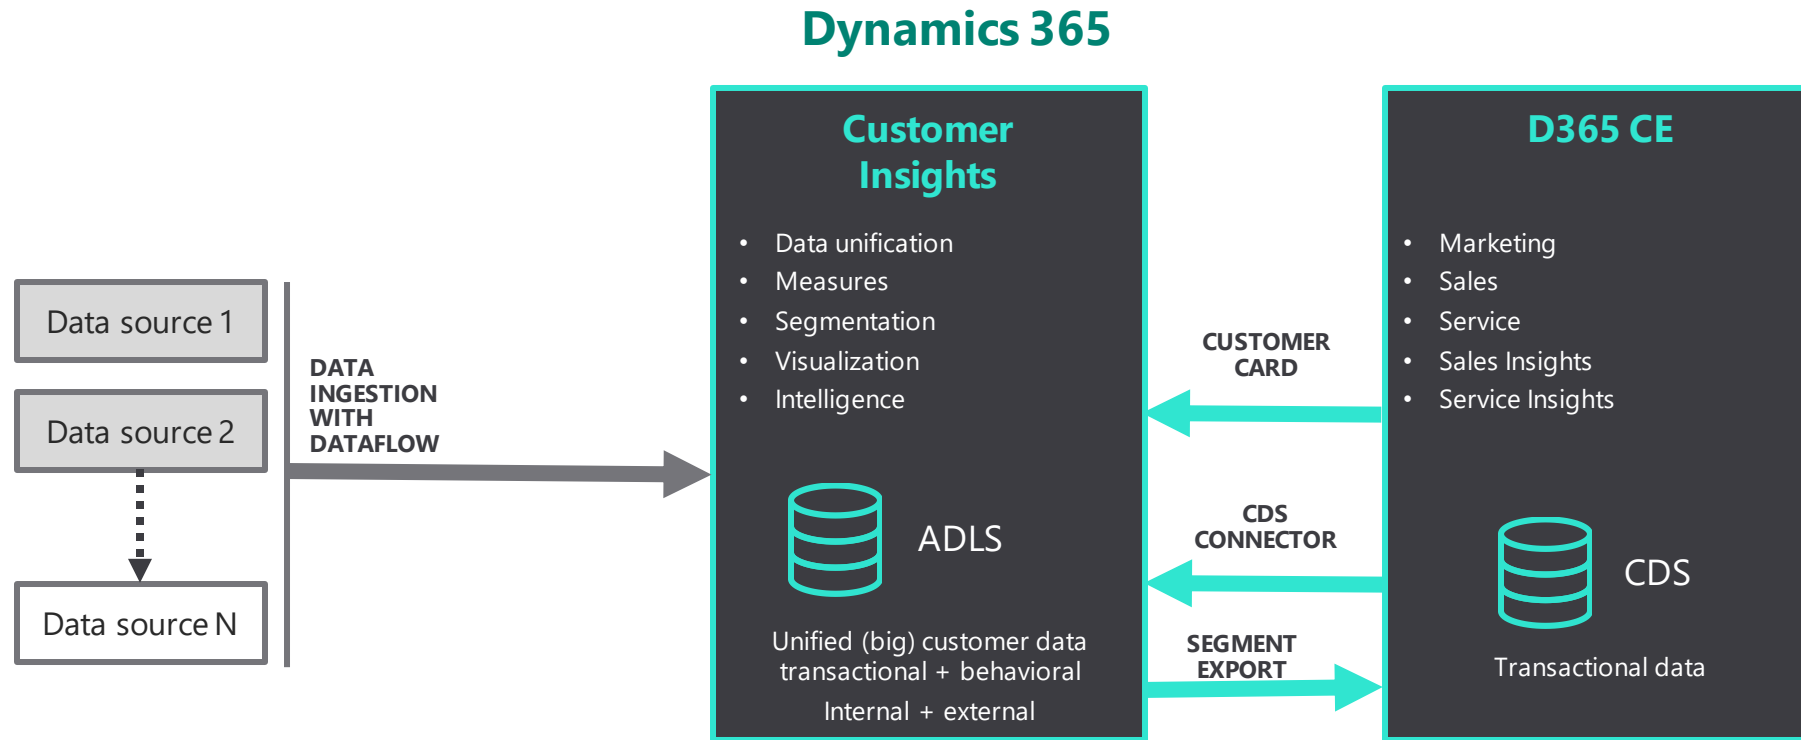 Dynamics 365
Data source 1
Data source 2
Data source N
DATA
INGESTION
WITH
DATAFLOW
Customer
Insights
• Data unification
• Measures
• Segmentation
• Visualization
• Intelligence
ADLS
Unified (big) customer data
transactional + behavioral
Internal + external
CUSTOMER
CARD
CDS
CONNECTOR
SEGMENT
EXPORT
D365 CE
• Marketing
• Sales
• Service
• Sales Insights
• Service Insights
CDS
Transactional data